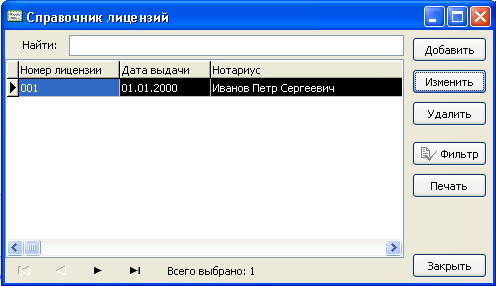 Справочник лицензий
Найти:
Добавить
Номер лицензии Дата выдачи Нотариус
001 01.01.2000 Иванов Петр Сергеевич
Изменить
Удалить
Фильтр
Печать
Всего выбрано: 1
Закрыть